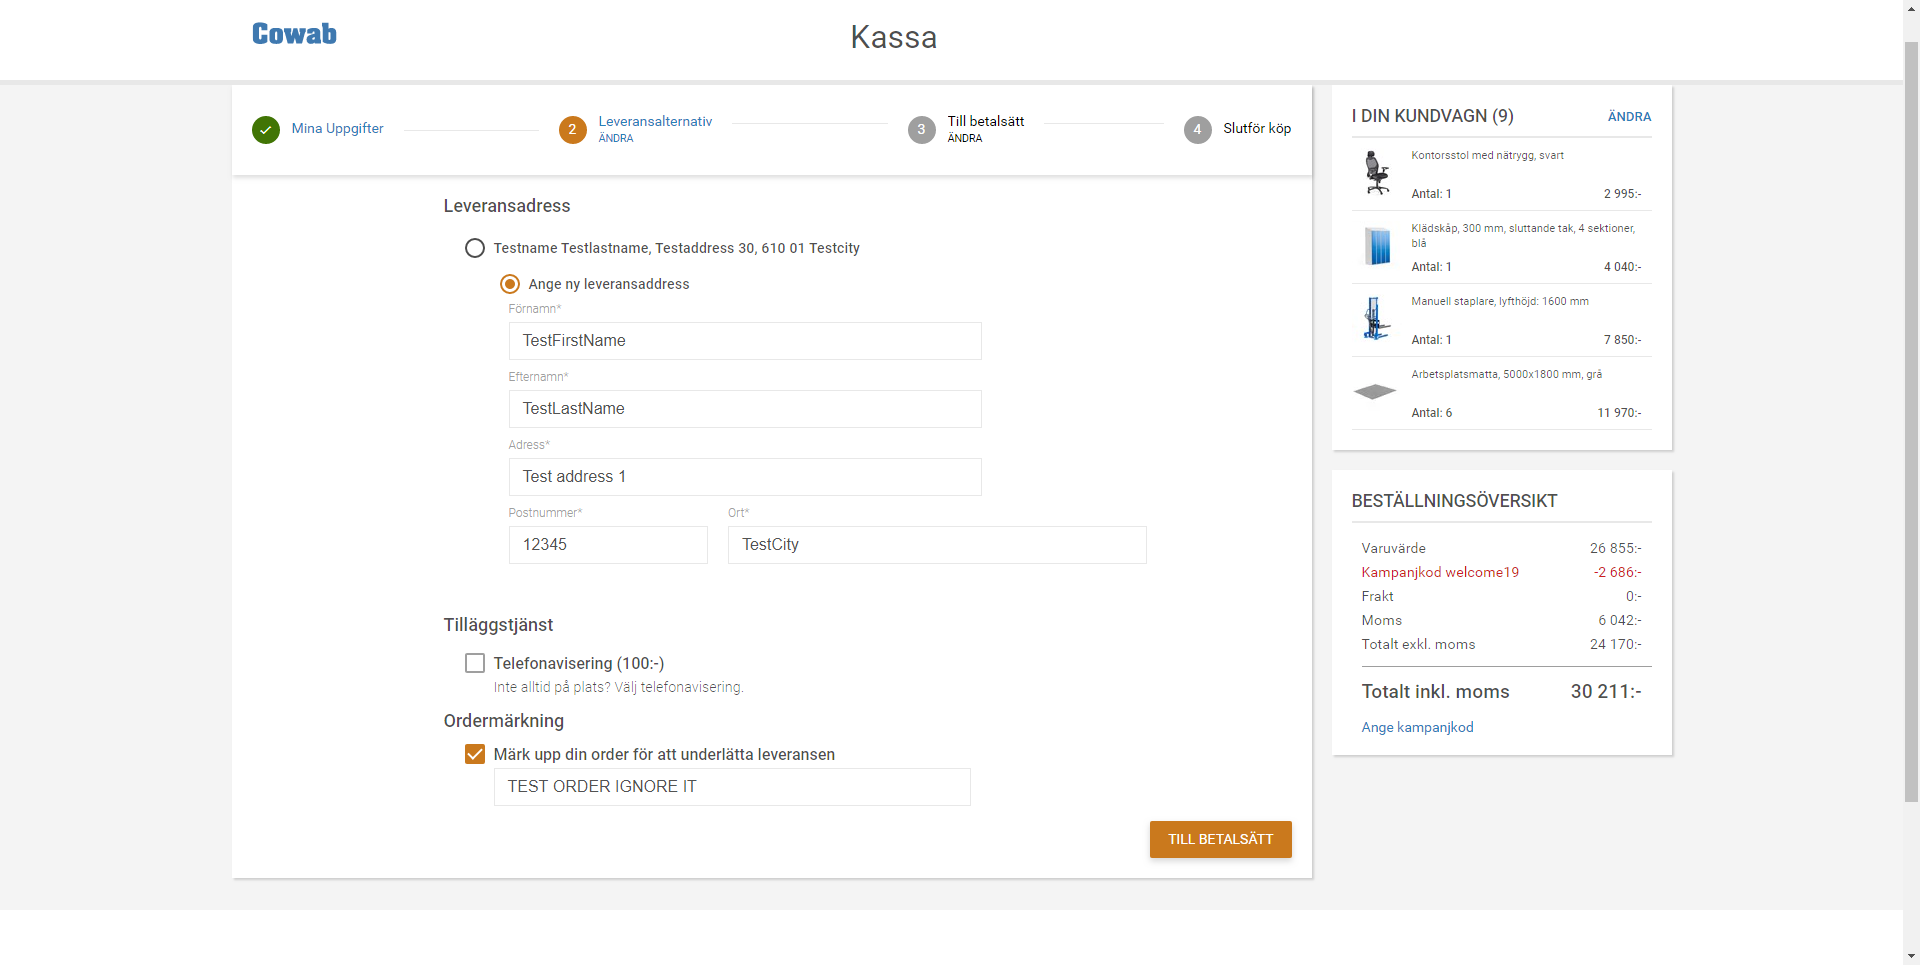 Cowab
Kassa
Mina Uppgifter
2
Leveransalternativ
ÄNDRA
3
Till betalsätt
ÄNDRA
4
Slutför köp
Leveransadress
Testname Testlastname, Testaddress 30, 610 01 Testcity
Ange ny leveransaddress
Förnamn*
TestFirstName
Efternamn*
TestLastName
Adress*
Test address 1
Postnummer* Ort*
12345 TestCity
Tilläggstjänst
Telefonavisering (100:-)
Inte alltid på plats? Välj telefonavisering.
Ordermärkning
Märk upp din order för att underlätta leveransen
TEST ORDER IGNORE IT
TILL BETALSÄTT
I DIN KUNDVAGN (9) ÄNDRA
Kontorsstol med nätrygg, svart
Antal: 1 2 995:-
Klädskåp, 300 mm, sluttande tak, 4 sektioner,
blå
Antal: 1 4 040:-
Manuell staplare, lyfthöjd: 1600 mm
Antal: 1 7 850:-
Arbetsplatsmatta, 5000x1800 mm, grå
Antal: 6 11 970:-
BESTÄLLNINGSÖVERSIKT
Varuvärde 26 855:-
Kampanjkod welcome19 -2 686:-
Frakt 0:-
Moms 6 042:-
Totalt exkl. moms 24 170:-
Totalt inkl. moms 30 211:-
Ange kampanjkod